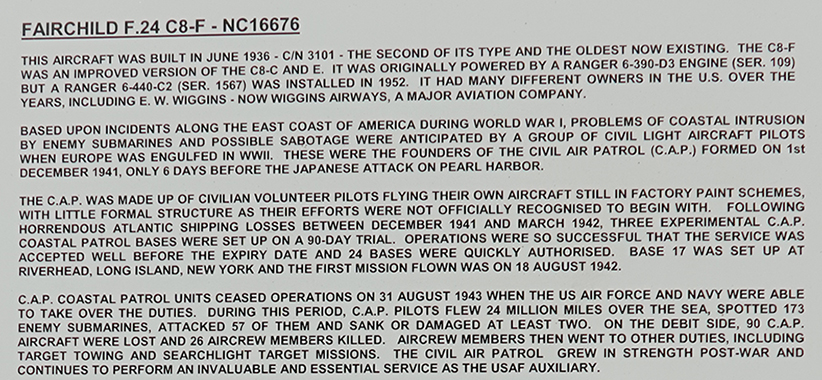 FAIRCHILD F.24 C8-F - NC16676
THIS AIRCRAFT WAS BUILT IN JUNE 1936 - C/N 3101 - THE SECOND OF ITS TYPE AND THE OLDEST NOW EXISTING. THE C8-F
WAS AN IMPROVED VERSION OF THE C8-C AND E. IT WAS ORIGINALLY POWERED BY A RANGER 6-390-D3 ENGINE (SER. 109)
BUT A RANGER 6-440-C2 (SER. 1567) WAS INSTALLED IN 1952. IT HAD MANY DIFFERENT OWNERS IN THE U.S. OVER THE
YEARS, INCLUDING E. W. WIGGINS - NOW WIGGINS AIRWAYS, A MAJOR AVIATION COMPANY.
BASED UPON INCIDENTS ALONG THE EAST COAST OF AMERICA DURING WORLD WAR I, PROBLEMS OF COASTAL INTRUSION
BY ENEMY SUBMARINES AND POSSIBLE SABOTAGE WERE ANTICIPATED BY A GROUP OF CIVIL LIGHT AIRCRAFT PILOTS
WHEN EUROPE WAS ENGULFED IN WWII. THESE WERE THE FOUNDERS OF THE CIVIL AIR PATROL (C.A.P.) FORMED ON 1st
DECEMBER 1941, ONLY 6 DAYS BEFORE THE JAPANESE ATTACK ON PEARL HARBOR.
THE C.A.P. WAS MADE UP OF CIVILIAN VOLUNTEER PILOTS FLYING THEIR OWN AIRCRAFT STILL IN FACTORY PAINT SCHEMES,
WITH LITTLE FORMAL STRUCTURE AS THEIR EFFORTS WERE NOT OFFICIALLY RECOGNISED TO BEGIN WITH. FOLLOWING
HORRENDOUS ATLANTIC SHIPPING LOSSES BETWEEN DECEMBER 1941 AND MARCH 1942, THREE EXPERIMENTAL C.A.P.
COASTAL PATROL BASES WERE SET UP ON A 90-DAY TRIAL. OPERATIONS WERE SO SUCCESSFUL THAT THE SERVICE WAS
ACCEPTED WELL BEFORE THE EXPIRY DATE AND 24 BASES WERE QUICKLY AUTHORISED. BASE 17 WAS SET UP AT
RIVERHEAD, LONG ISLAND, NEW YORK AND THE FIRST MISSION FLOWN WAS ON 18 AUGUST 1942.
C.A.P. COASTAL PATROL UNITS CEASED OPERATIONS ON 31 AUGUST 1943 WHEN THE US AIR FORCE AND NAVY WERE ABLE
TO TAKE OVER THE DUTIES. DURING THIS PERIOD, C.A.P. PILOTS FLEW 24 MILLION MILES OVER THE SEA, SPOTTED 173
ENEMY SUBMARINES, ATTACKED 57 OF THEM AND SANK OR DAMAGED AT LEAST TWO. ON THE DEBIT SIDE, 90 C.A.P.
AIRCRAFT WERE LOST AND 26 AIRCREW MEMBERS KILLED. AIRCREW MEMBERS THEN WENT TO OTHER DUTIES, INCLUDING
TARGET TOWING AND SEARCHLIGHT TARGET MISSIONS. THE CIVIL AIR PATROL GREW IN STRENGTH POST-WAR AND
CONTINUES TO PERFORM AN INVALUABLE AND ESSENTIAL SERVICE AS THE USAF AUXILIARY.